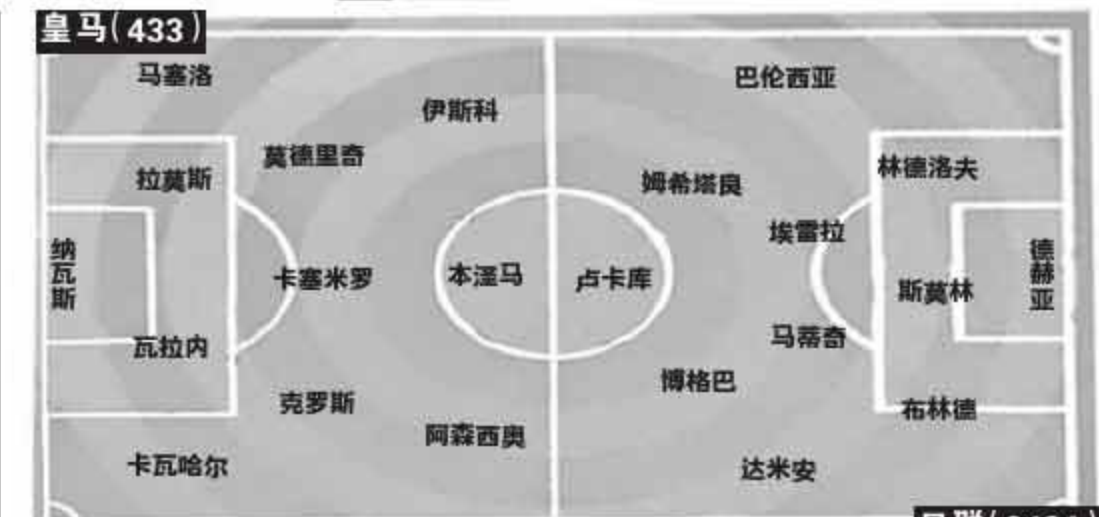 皇马(433)
马塞洛
伊斯科
莫德里奇
拉莫斯
纳瓦斯
卡塞米罗
本泽马
瓦拉内
克罗斯
阿森西奥
卡瓦哈尔
巴伦西亚
林德洛夫
姆希塔良
埃雷拉
卢卡库
斯莫林
德赫亚
马蒂奇
博格巴
布林德
达米安